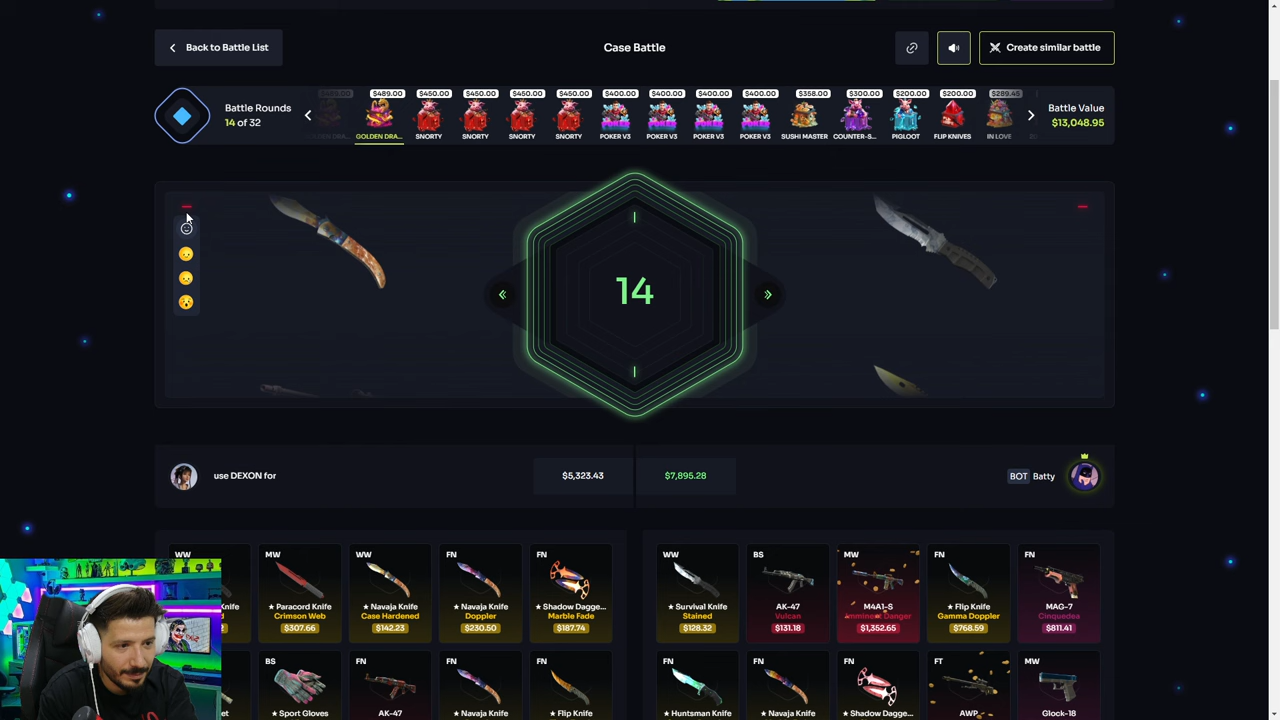 Back to Battle List
Case Battle
Create similar battle
Battle Rounds
14 of 32
$489.00 $450.00 $450.00 $450.00 $450.00 $400.00 $400.00 $400.00 $400.00 $358.00 $300.00 $200.00 $200.00 $289.45
GOLDEN DRA... SNORTY SNORTY SNORTY SNORTY POKER V3 POKER V3 POKER V3 POKER V3 SUSHI MASTER COUNTER-S... PIGLOOT FLIP KNIVES IN LOVE
Battle Value
$13,048.95
14
use DEXON for
$5,323.43
$7,895.28
BOT Batty
WW MW WW FN FN
★ Paracord Knife ★ Navaja Knife ★ Navaja Knife ★ Shadow Dagge...
Crimson Web Case Hardened Doppler Marble Fade
$307.66 $142.23 $230.50 $187.74
WW BS MW FN FN
★ Survival Knife AK-47 M4A1-S ★ Flip Knife MAG-7
Stained Vulcan Imminent Danger Gamma Doppler Cinquedea
$128.32 $131.18 $1,352.65 $768.59 $811.41
BS FN FN FN
★ Sport Gloves AK-47 ★ Navaja Knife ★ Flip Knife
FN FN FN FT MW
★ Huntsman Knife ★ Navaja Knife ★ Shadow Dagge... AWP Glock-18